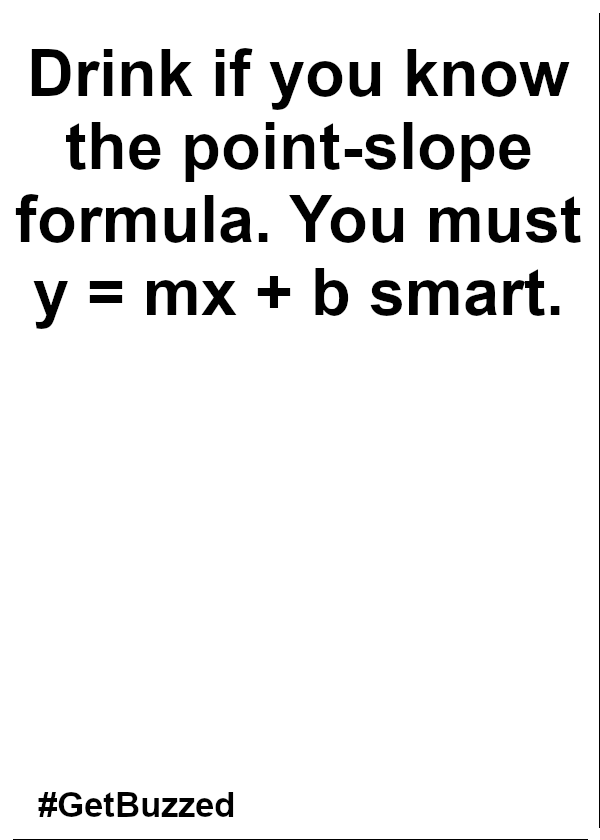 Drink if you know
the point-slope
formula. You must
y = mx + b smart.
#GetBuzzed